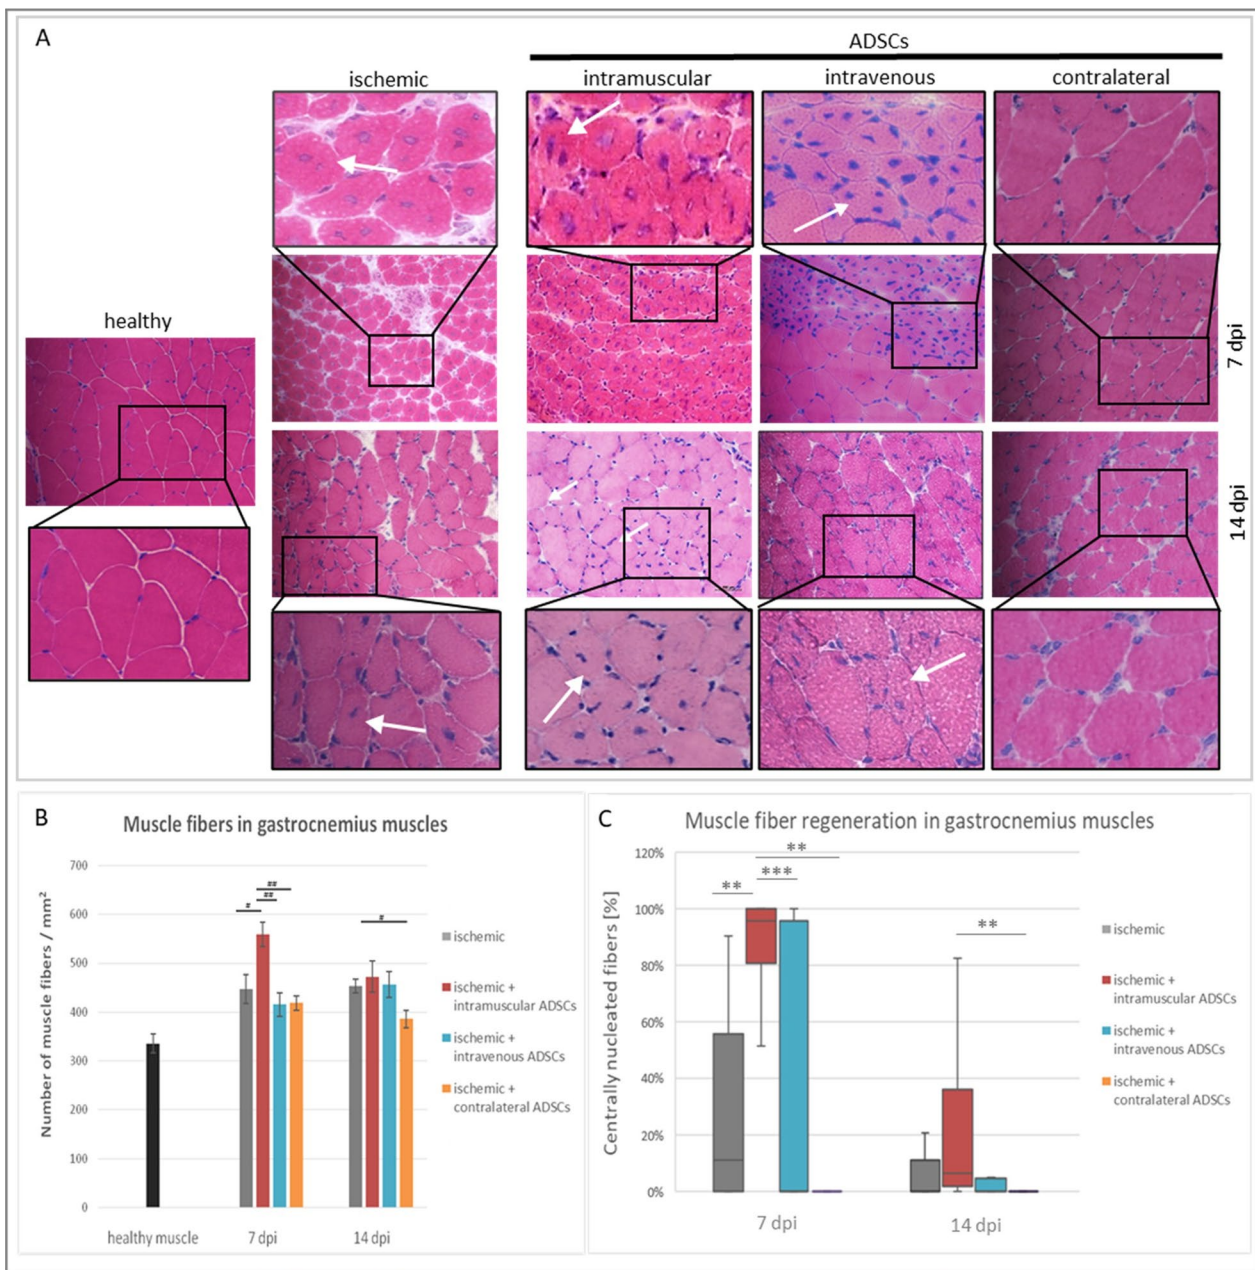 A
ADSCs
ischemic
intramuscular
intravenous
contralateral
healthy
7 dpi
14 dpi
B
Muscle fibers in gastrocnemius muscles
Number of muscle fibers / mm²
700
600
500
400
300
200
100
0
#
##
##
#
healthy muscle
7 dpi
14 dpi
ischemic
ischemic +
intramuscular ADSCs
ischemic +
intravenous ADSCs
ischemic +
contralateral ADSCs
C
Muscle fiber regeneration in gastrocnemius muscles
Centrally nucleated fibers [%]
120%
100%
80%
60%
40%
20%
0%
**
**
***
**
7 dpi
14 dpi
ischemic
ischemic +
intramuscular ADSCs
ischemic +
intravenous ADSCs
ischemic +
contralateral ADSCs